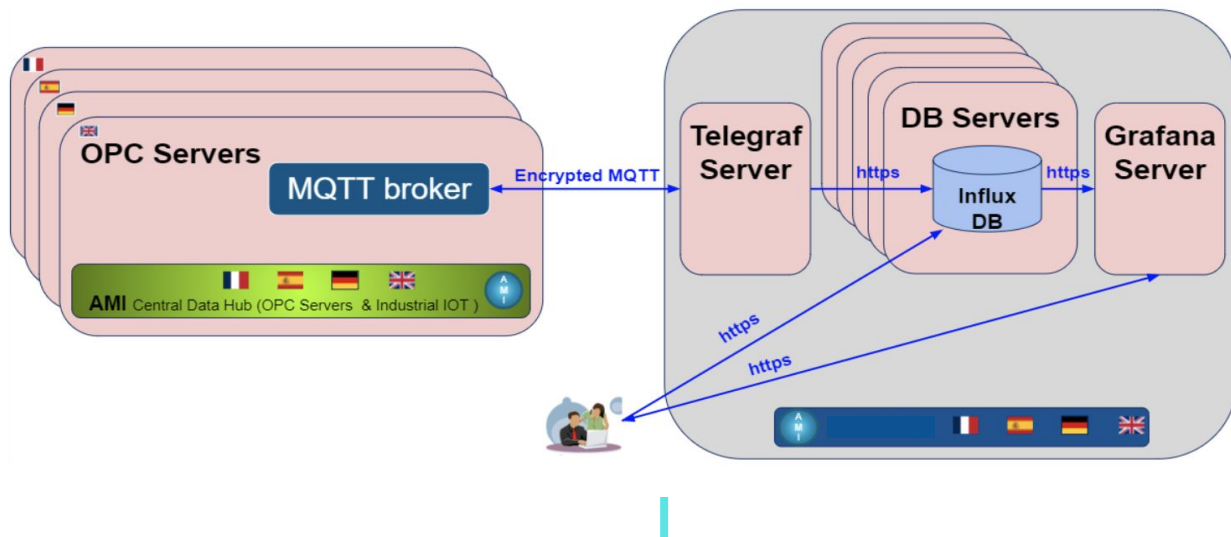 OPC Servers
MQTT broker
AMI Central Data Hub (OPC Servers & Industrial IOT )
A
M
I
Encrypted MQTT
Telegraf
Server
https
DB Servers
Influx
DB
https
Grafana
Server
https
https
A
M
I